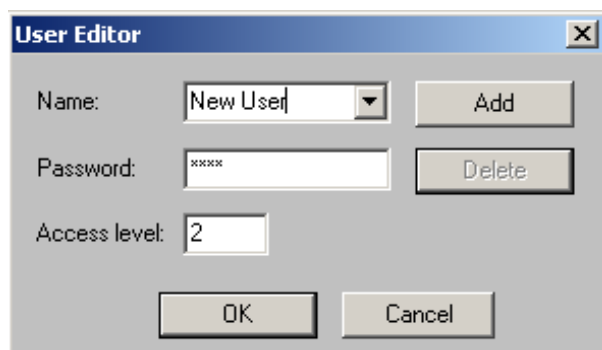 User Editor
Name: New User Add
Password: **** Delete
Access level: 2
OK Cancel